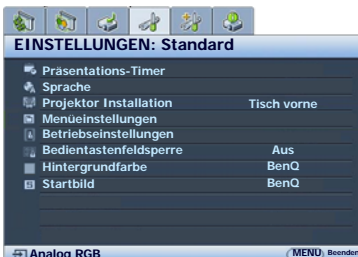 EINSTELLUNGEN: Standard
Präsentations-Timer
Sprache
Projektor Installation Tisch vorne
Menüeinstellungen
Betriebseinstellungen
Bedientastenfeldsperre Aus
Hintergrundfarbe BenQ
Startbild BenQ
Analog RGB MENU Beenden